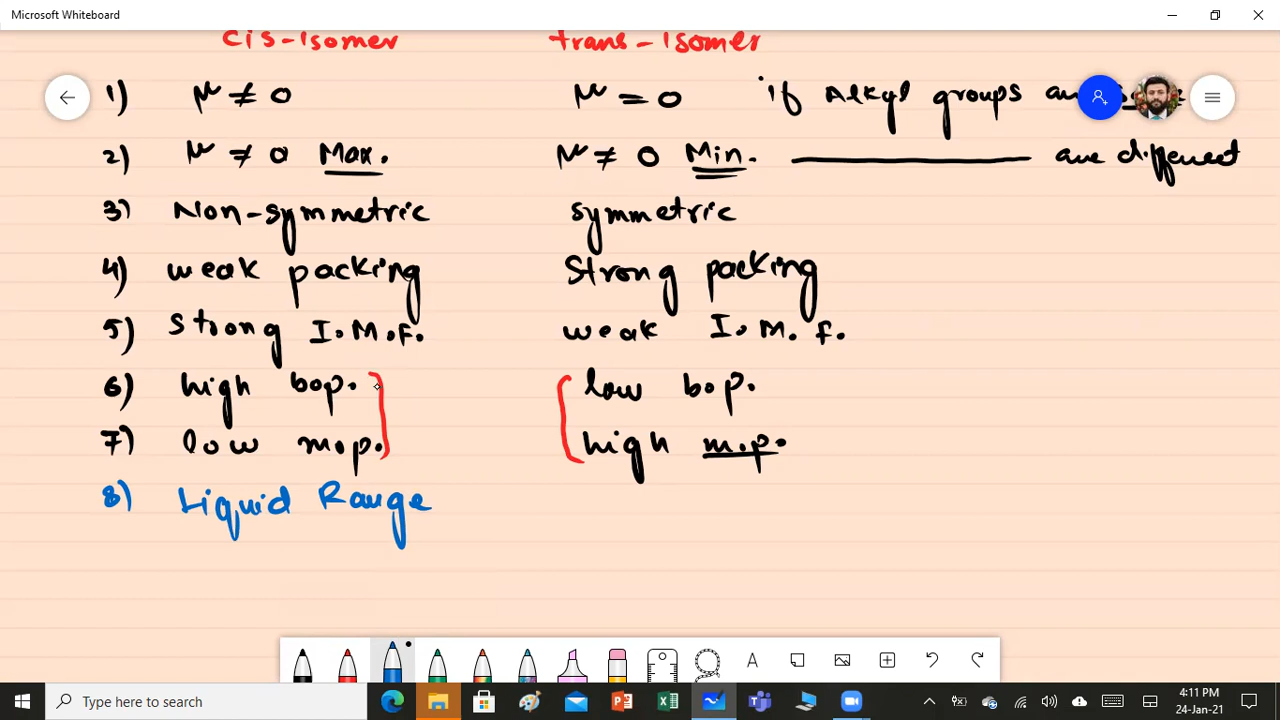 Microsoft Whiteboard
cis-Isomer trans-Isomer
1) μ ≠ 0 μ = 0 if Alkyl groups
2) μ ≠ 0 Max. μ ≠ 0 Min. are different
3) Non-symmetric symmetric
4) weak packing Strong packing
5) Strong I.M.F. weak I.M.F.
6) high b.p. low b.p.
7) low m.p. high m.p.
8) Liquid Range
Type here to search
4:11 PM
24-Jan-21